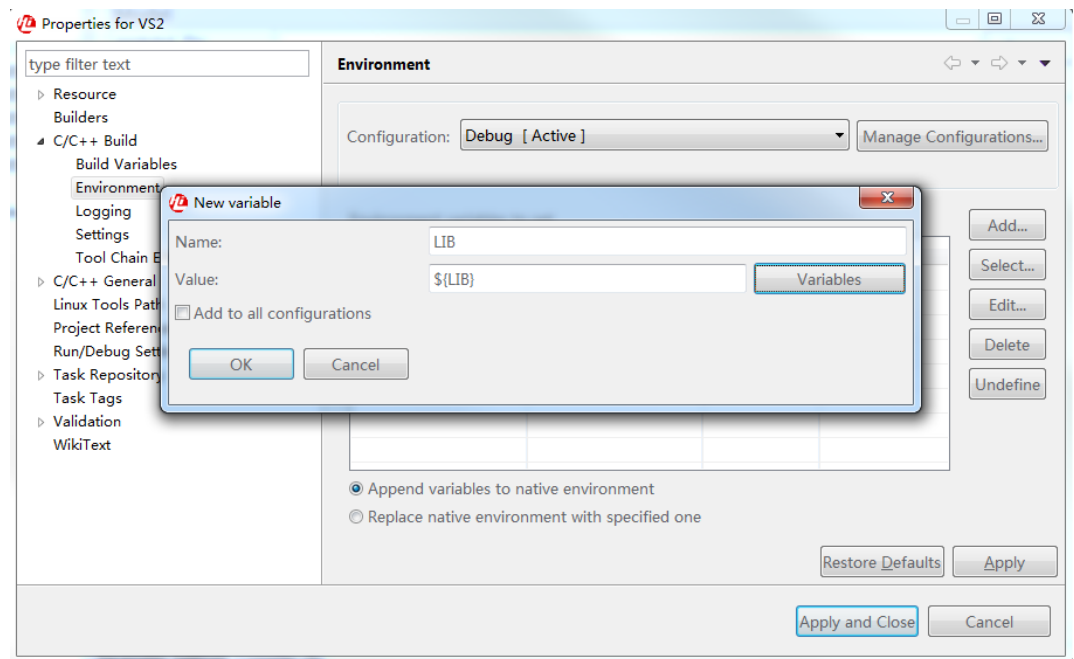 Properties for VS2
type filter text
Resource
Builders
C/C++ Build
Build Variables
Environment
Logging
Settings
Tool Chain E
C/C++ General
Linux Tools Path
Project Referen
Run/Debug Sett
Task Repository
Task Tags
Validation
WikiText
Environment
Configuration: Debug [ Active ] Manage Configurations...
New variable
Name: LIB
Value: ${LIB} Variables
Add to all configurations
OK Cancel
Add...
Select...
Edit...
Delete
Undefine
Append variables to native environment
Replace native environment with specified one
Restore Defaults Apply
Apply and Close Cancel